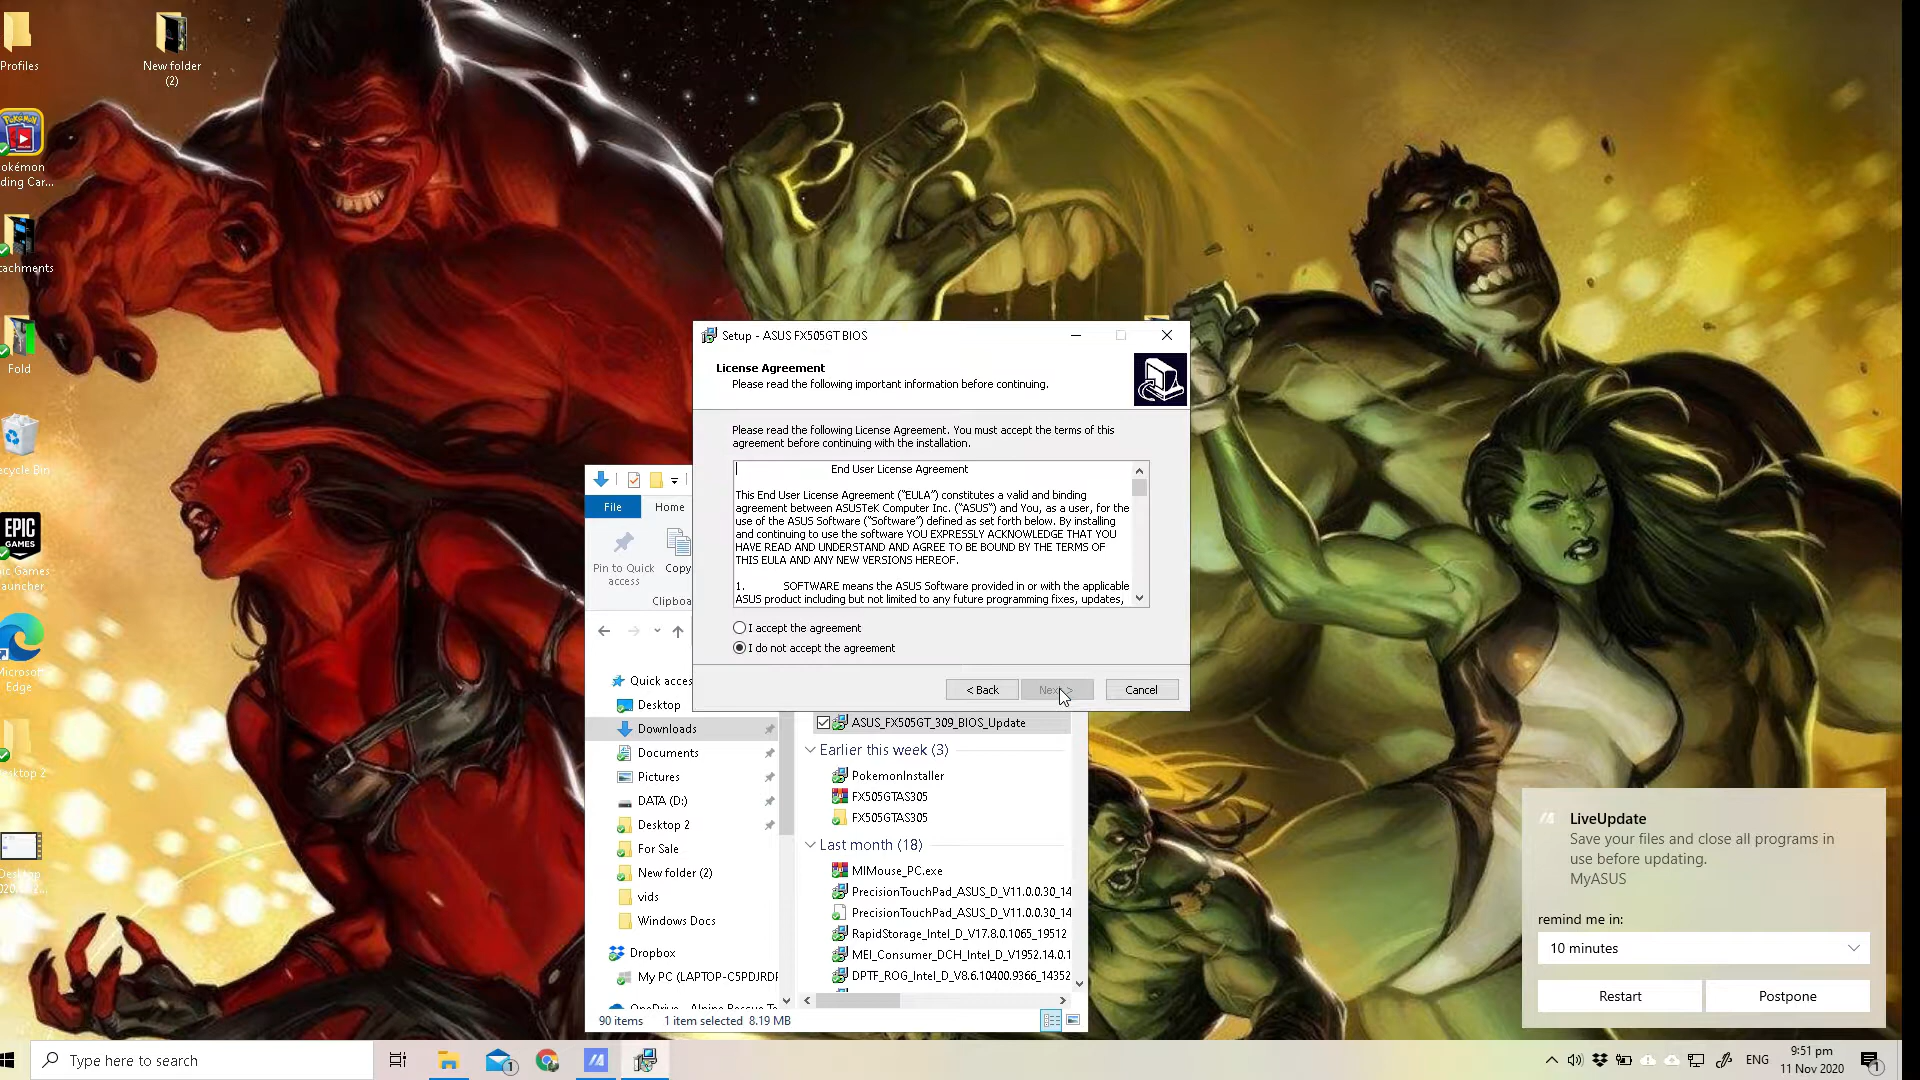 Profiles
New folder
(2)
Pokémon
okémon
ding Car...
tachments
Fold
ecycle Bin
EPIC
GAMES
pic Games
auncher
Microsoft
Edge
esktop 2
Desktop
Setup - ASUS FX505GT BIOS
License Agreement
Please read the following important information before continuing.
Please read the following License Agreement. You must accept the terms of this
agreement before continuing with the installation.
End User License Agreement
This End User License Agreement ("EULA") constitutes a valid and binding
agreement between ASUSTeK Computer Inc. ("ASUS") and You, as a user, for the
use of the ASUS Software ("Software") defined as set forth below. By installing
and continuing to use the software YOU EXPRESSLY ACKNOWLEDGE THAT YOU
HAVE READ AND UNDERSTAND AND AGREE TO BE BOUND BY THE TERMS OF
THIS EULA AND ANY NEW VERSIONS HEREOF.
1. SOFTWARE means the ASUS Software provided in or with the applicable
ASUS product including but not limited to any future programming fixes, updates,
I accept the agreement
I do not accept the agreement
< Back
Next >
Cancel
File
Home
Pin to Quick
access
Copy
Clipboa
Quick acces
Desktop
Downloads
Documents
Pictures
DATA (D:)
Desktop 2
For Sale
New folder (2)
vids
Windows Docs
Dropbox
My PC (LAPTOP-C5PDJRDF
OneDrive - Alpine Rescue Te
ASUS_FX505GT_309_BIOS_Update
Earlier this week (3)
PokemonInstaller
FX505GTAS305
FX505GTAS305
Last month (18)
MIMouse_PC.exe
PrecisionTouchPad_ASUS_D_V11.0.0.30_14
PrecisionTouchPad_ASUS_D_V11.0.0.30_14
RapidStorage_Intel_D_V17.8.0.1065_19512
MEI_Consumer_DCH_Intel_D_V1952.14.0.1
DPTF_ROG_Intel_D_V8.6.10400.9366_14352
90 items
1 item selected 8.19 MB
LiveUpdate
Save your files and close all programs in
use before updating.
MyASUS
remind me in:
10 minutes
Restart
Postpone
Type here to search
1
ENG
9:51 pm
11 Nov 2020
1